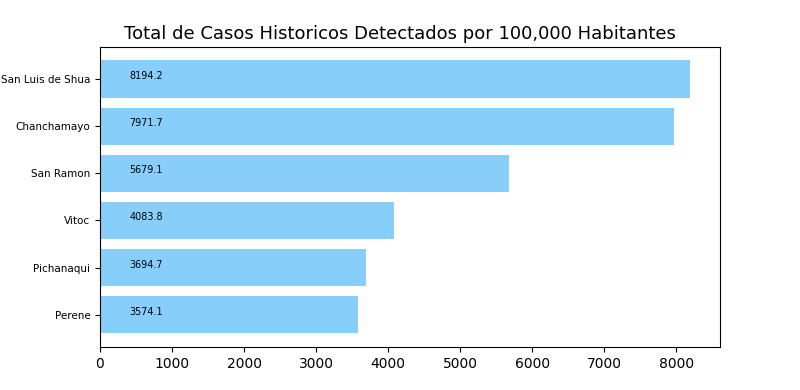 Total de Casos Historicos Detectados por 100,000 Habitantes
San Luis de Shua 8194.2
Chanchamayo 7971.7
San Ramon 5679.1
Vitoc 4083.8
Pichanaqui 3694.7
Perene 3574.1
0 1000 2000 3000 4000 5000 6000 7000 8000